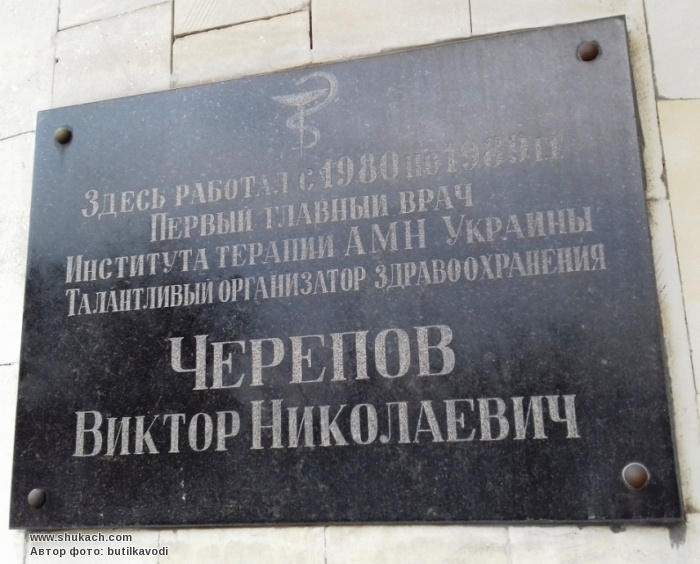 Здесь работал с 1980 по 1989 гг
Первый главный врач
Института терапии АМН Украины
Талантливый организатор здравоохранения
Черепов
Виктор Николаевич
www.shukach.com
Автор фото: butilkavodi